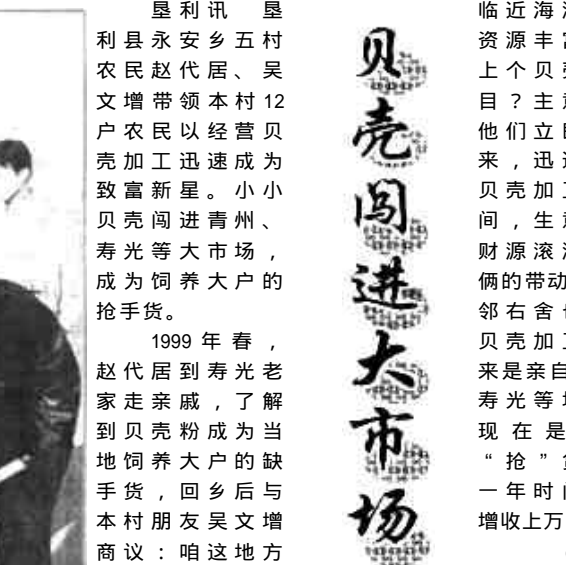 垦利讯 垦
利县永安乡五村
农民赵代居、吴
文增带领本村12
户农民以经营贝
壳加工迅速成为
致富新星。小小
贝壳闯进青州、
寿光等大市场，
成为饲养大户的
抢手货。
1999年春，
赵代居到寿光老
家走亲戚，了解
到贝壳粉成为当
地饲养大户的缺
手货，回乡后与
本村朋友吴文增
商议：咱这地方
贝壳闯进大市场
临近海
资源丰
上个贝
目？主
他们立
来，迅
贝壳加
间，生
财源滚
俩的带动
邻右舍
贝壳加
来是亲自
寿光等
现在是
“抢”
一年时
增收上万